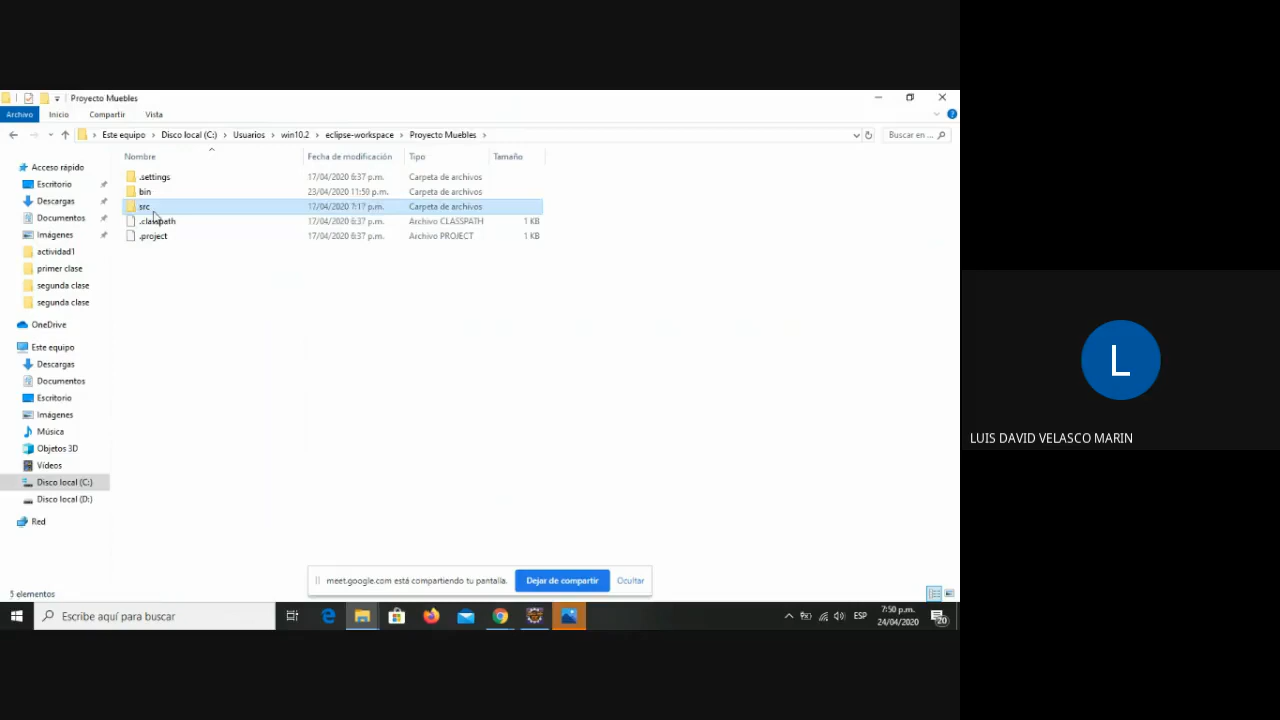 Proyecto Muebles
Archivo Inicio Compartir Vista
Este equipo > Disco local (C:) > Usuarios > win10.2 > eclipse-workspace > Proyecto Muebles >
Buscar en ...
Nombre Fecha de modificación Tipo Tamaño
.settings 17/04/2020 6:37 p.m. Carpeta de archivos
bin 23/04/2020 11:59 p.m. Carpeta de archivos
src 17/04/2020 7:17 p.m. Carpeta de archivos
.classpath 17/04/2020 6:37 p.m. Archivo CLASSPATH 1 KB
.project 17/04/2020 6:37 p.m. Archivo PROJECT 1 KB
Acceso rápido
Escritorio
Descargas
Documentos
Imágenes
actividad1
primer clase
segunda clase
segunda clase
OneDrive
Este equipo
Descargas
Documentos
Escritorio
Imágenes
Música
Objetos 3D
Vídeos
Disco local (C:)
Disco local (D:)
Red
5 elementos
meet.google.com está compartiendo tu pantalla. Dejar de compartir Ocultar
Escribe aquí para buscar
ESP
7:50 p.m.
24/04/2020
20
L
LUIS DAVID VELASCO MARIN